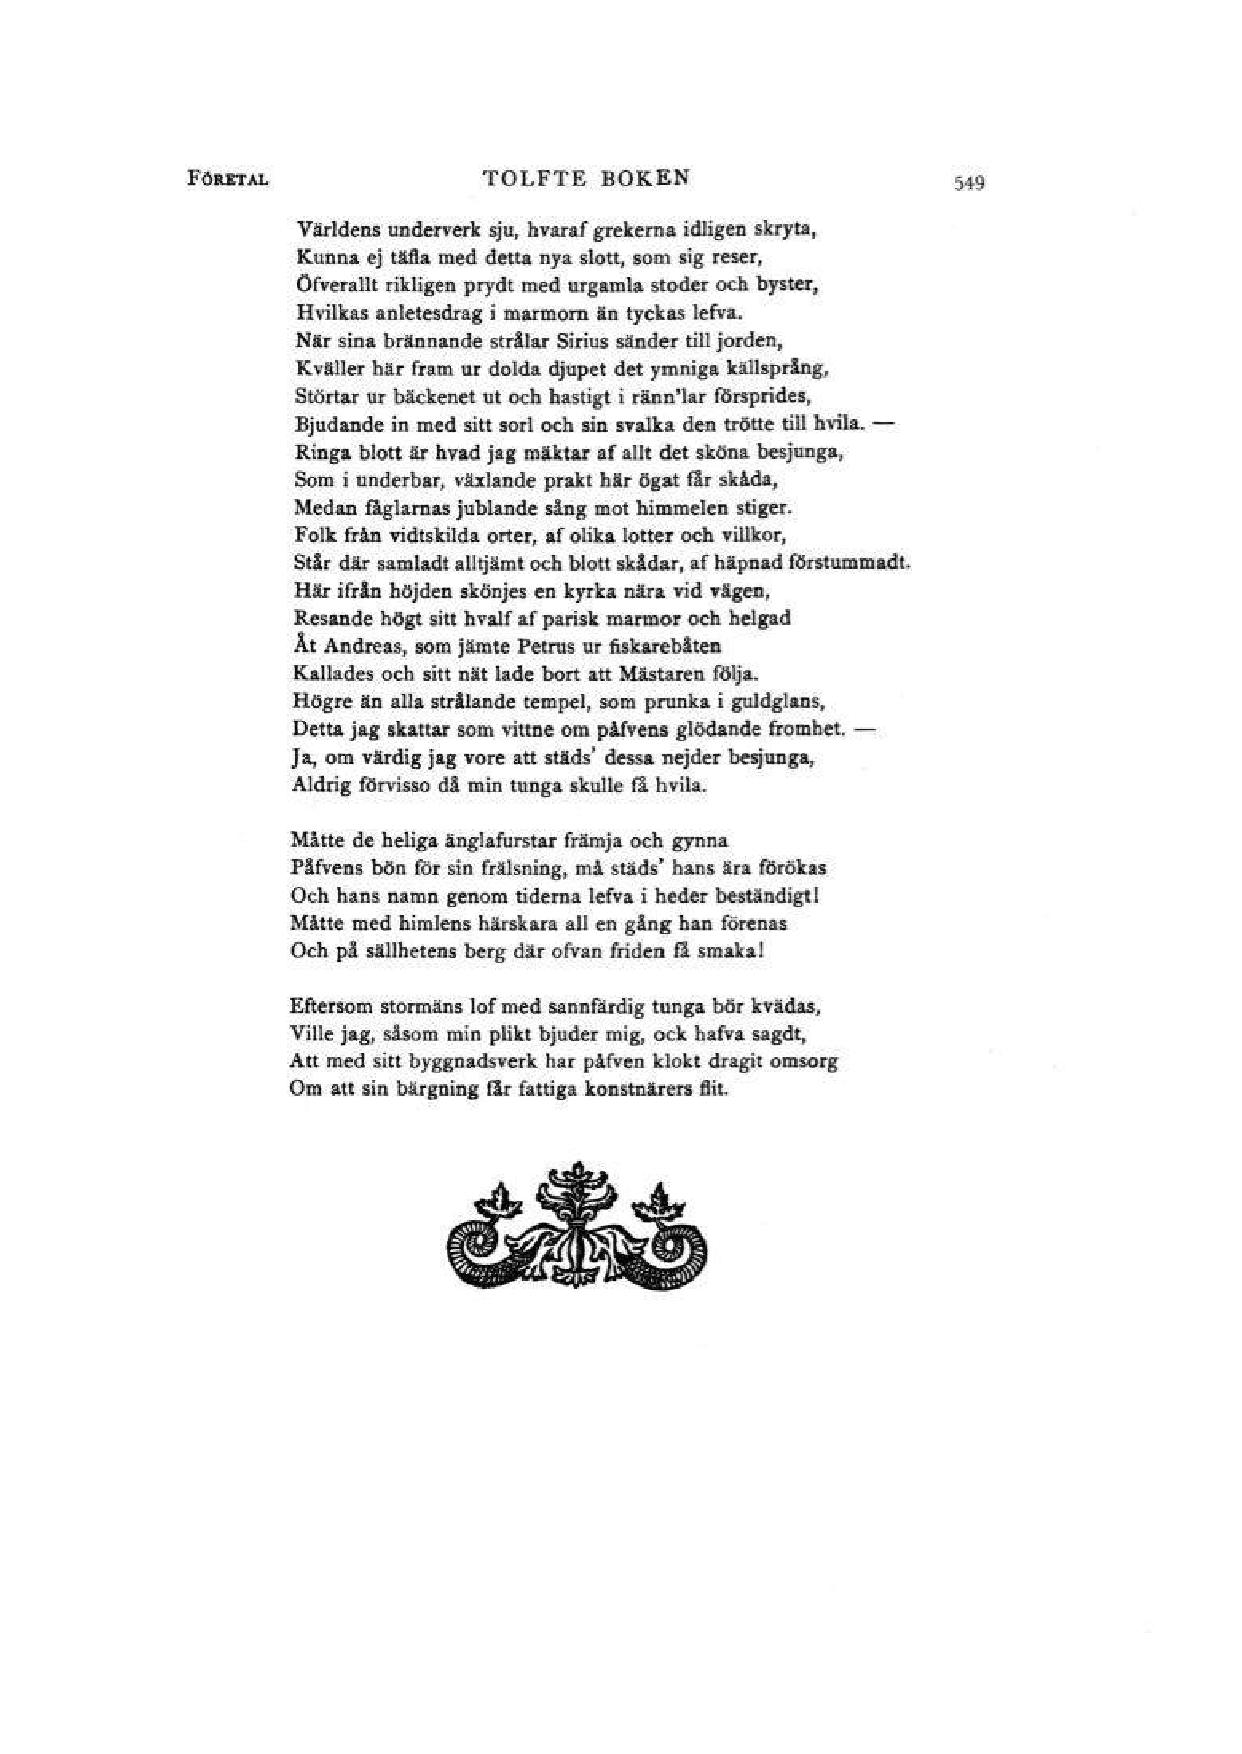 FÖRETAL TOLFTE BOKEN 549
Världens underverk sju, hvaraf grekerna idligen skryta,
Kunna ej täfla med detta nya slott, som sig reser,
Öfverallt rikligen prydt med urgamla stoder och byster,
Hvilkas anletesdrag i marmorn än tyckas lefva.
När sina brännande strålar Sirius sänder till jorden,
Kväller här fram ur dolda djupet det ymniga källsprång,
Störtar ur bäckenet ut och hastigt i ränn'lar försprides,
Bjudande in med sitt sorl och sin svalka den trötte till hvila. —
Ringa blott är hvad jag mäktar af allt det sköna besjunga,
Som i underbar, växlande prakt här ögat får skåda,
Medan fåglarnas jublande sång mot himmelen stiger.
Folk från vidtskilda orter, af olika lotter och villkor,
Står där samladt alltjämt och blott skådar, af häpnad förstummadt.
Här ifrån höjden skönjes en kyrka nära vid vägen,
Resande högt sitt hvalf af parisk marmor och helgad
Åt Andreas, som jämte Petrus ur fiskarebåten
Kallades och sitt nät lade bort att Mästaren följa.
Högre än alla strålande tempel, som prunka i guldglans,
Detta jag skattar som vittne om påfvens glödande fromhet. —
Ja, om värdig jag vore att städs' dessa nejder besjunga,
Aldrig förvisso då min tunga skulle få hvila.
Måtte de heliga änglafurstar främja och gynna
Påfvens bön för sin frälsning, må städs' hans ära förökas
Och hans namn genom tiderna lefva i heder beständigt!
Måtte med himlens härskara all en gång han förenas
Och på sällhetens berg där ofvan friden få smaka!
Eftersom stormäns lof med sannfärdig tunga bör kvädas,
Ville jag, såsom min plikt bjuder mig, ock hafva sagdt,
Att med sitt byggnadsverk har påfven klokt dragit omsorg
Om att sin bärgning får fattiga konstnärers flit.